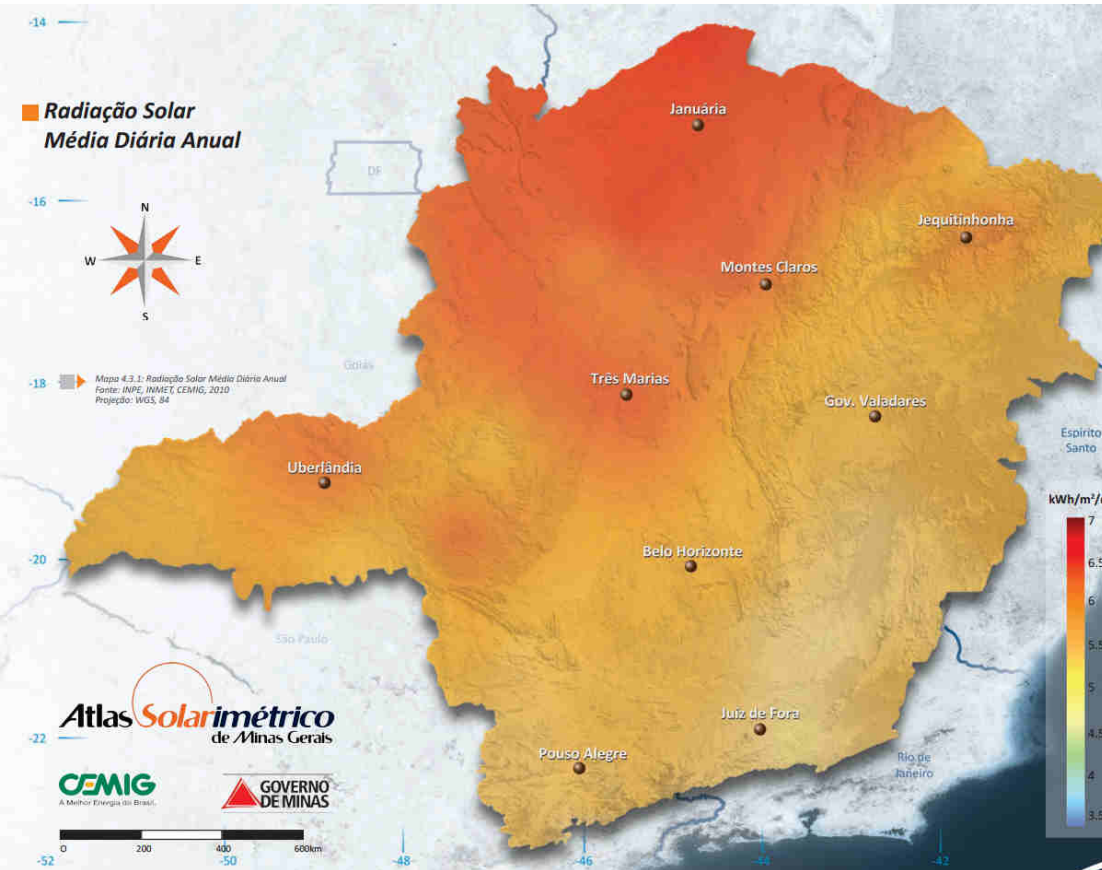 -14
Radiação Solar
Média Diária Anual
Januária
DF
-16
N
W
E
S
Jequitinhonha
Montes Claros
Goiás
Mapa 4.3.1: Radiação Solar Média Diária Anual
Fonte: INPE, INMET, CEMIG, 2010
Projeção: WGS, 84
-18
Três Marias
Gov. Valadares
Espírito
Santo
Uberlândia
kWh/m²/
7
6.5
6
5.5
5
4.5
4
3.5
-20
Belo Horizonte
São Paulo
Atlas Solarimétrico
de Minas Gerais
-22
Juiz de Fora
Pouso Alegre
Rio de
Janeiro
CEMIG
A Melhor Energia do Brasil.
GOVERNO
DE MINAS
0 200 400 600km
-52 -50 -48 -46 -44 -42